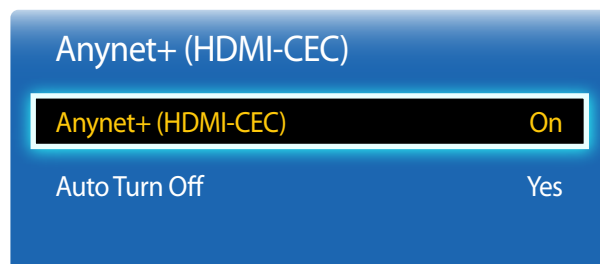 Anynet+ (HDMI-CEC)
Anynet+ (HDMI-CEC) On
Auto Turn Off Yes